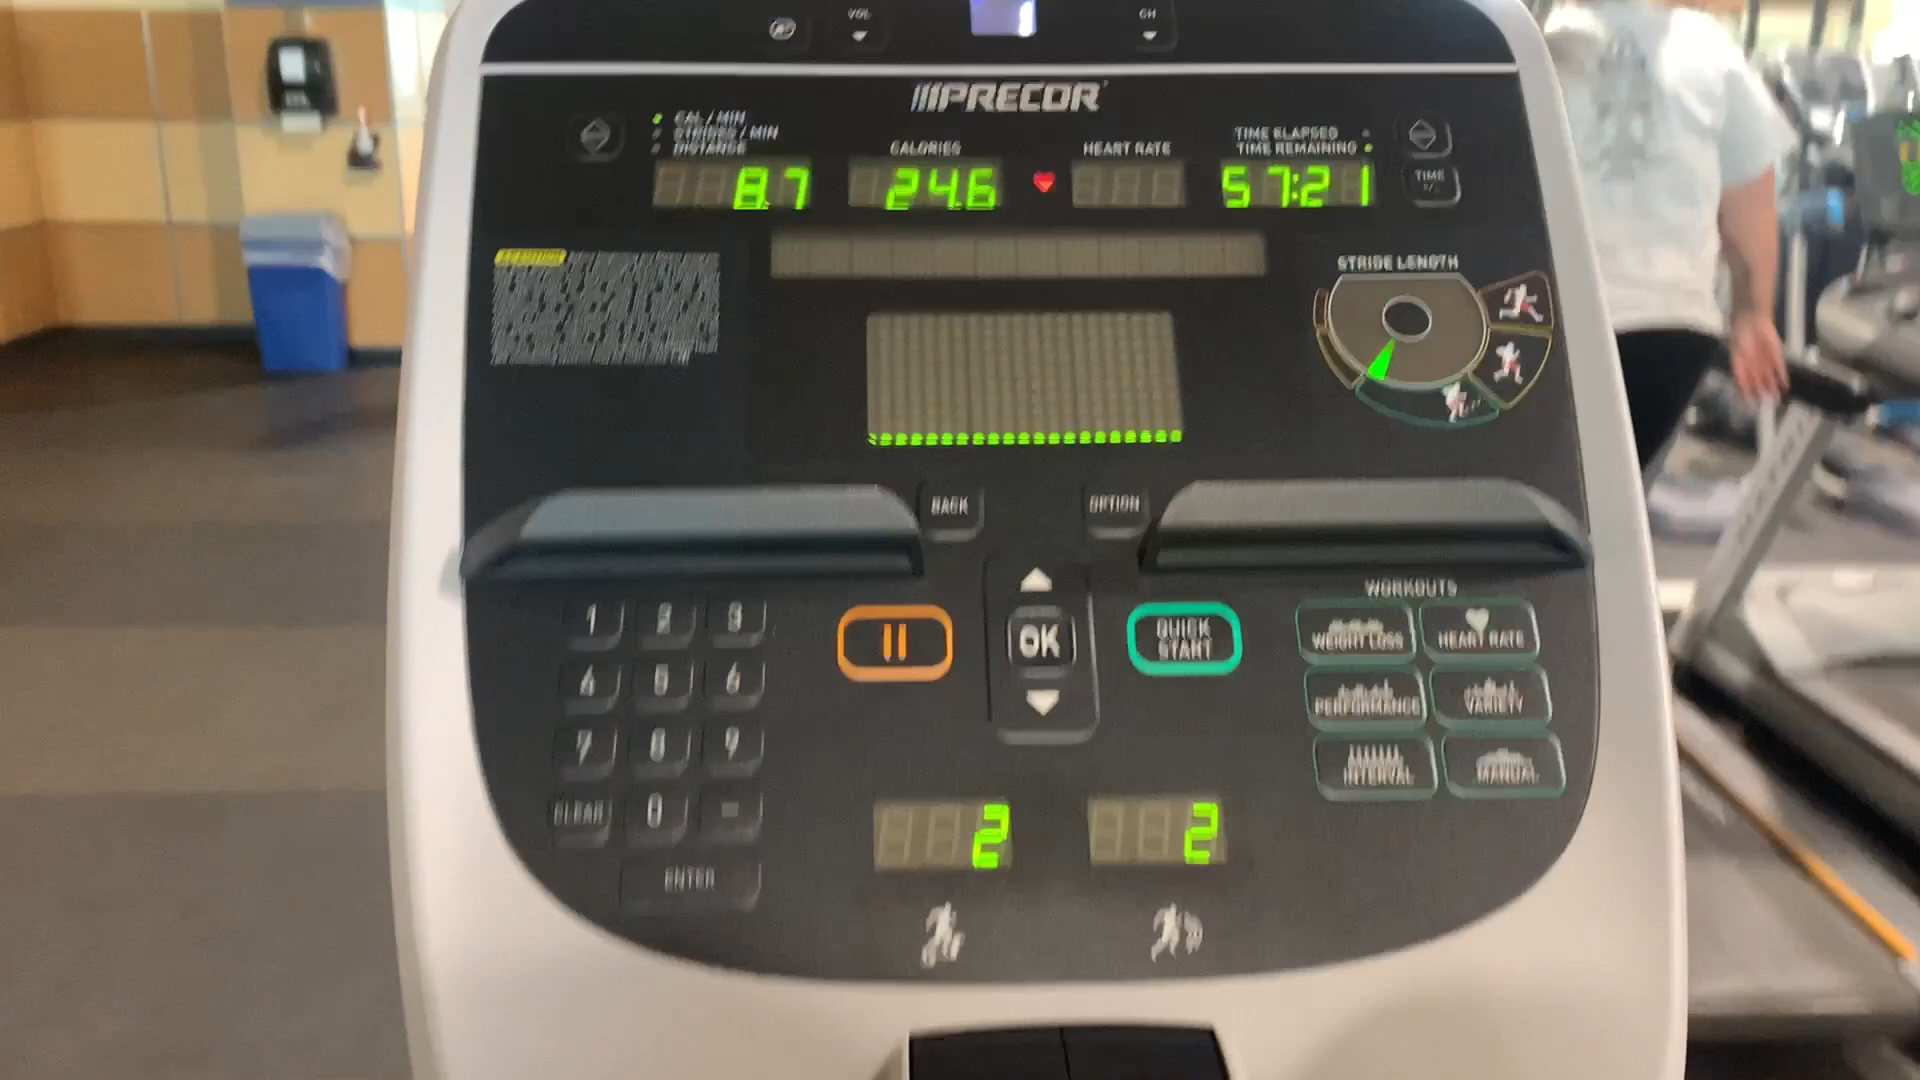 VOL
CH
PRECOR
CAL / MIN
STRIDES / MIN
DISTANCE
CALORIES
HEART RATE
TIME ELAPSED
TIME REMAINING
8.7
24.6
57:21
TIME
+/-
STRIDE LENGTH
BACK
OPTION
WORKOUTS
1
2
3
OK
QUICK
START
WEIGHT LOSS
HEART RATE
4
5
6
PERFORMANCE
VARIETY
7
8
9
INTERVAL
MANUAL
CLEAR
0
2
2
ENTER